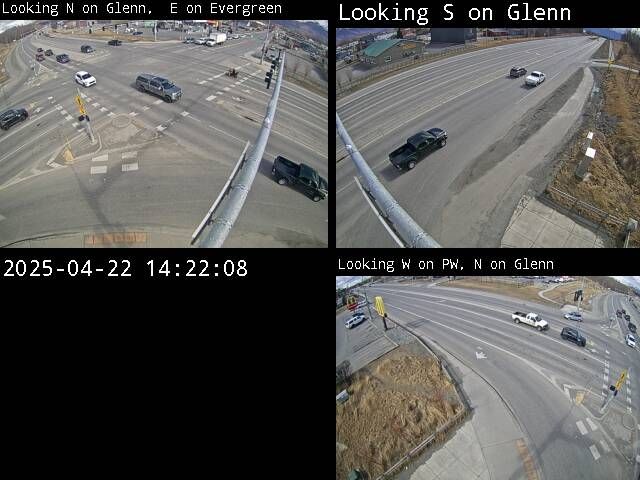 Looking N on Glenn,  E on Evergreen
Looking S on Glenn
2025-04-22 14:22:08
Looking W on PW, N on Glenn